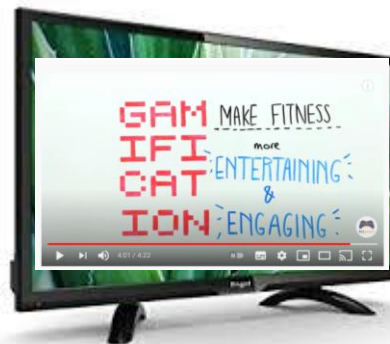 GAM
IFI
CAT
ION
MAKE FITNESS
more
ENTERTAINING
&
ENGAGING
4:01 / 4:22